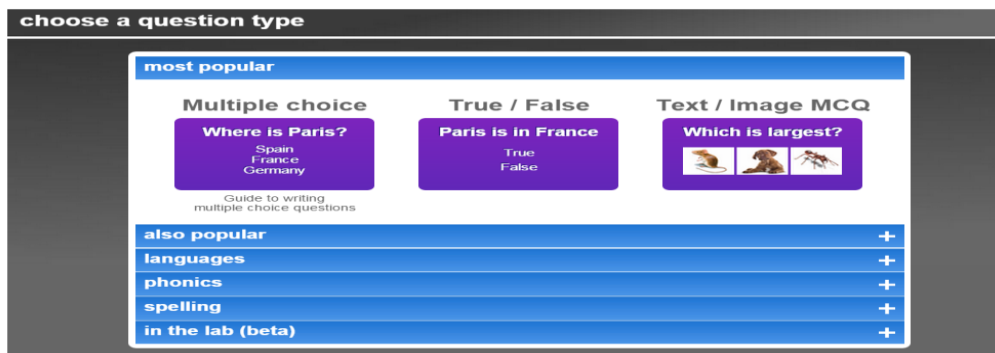 choose a question type
most popular
Multiple choice
Where is Paris?
Spain
France
Germany
Guide to writing
multiple choice questions
True / False
Paris is in France
True
False
Text / Image MCQ
Which is largest?
also popular +
languages +
phonics +
spelling +
in the lab (beta) +